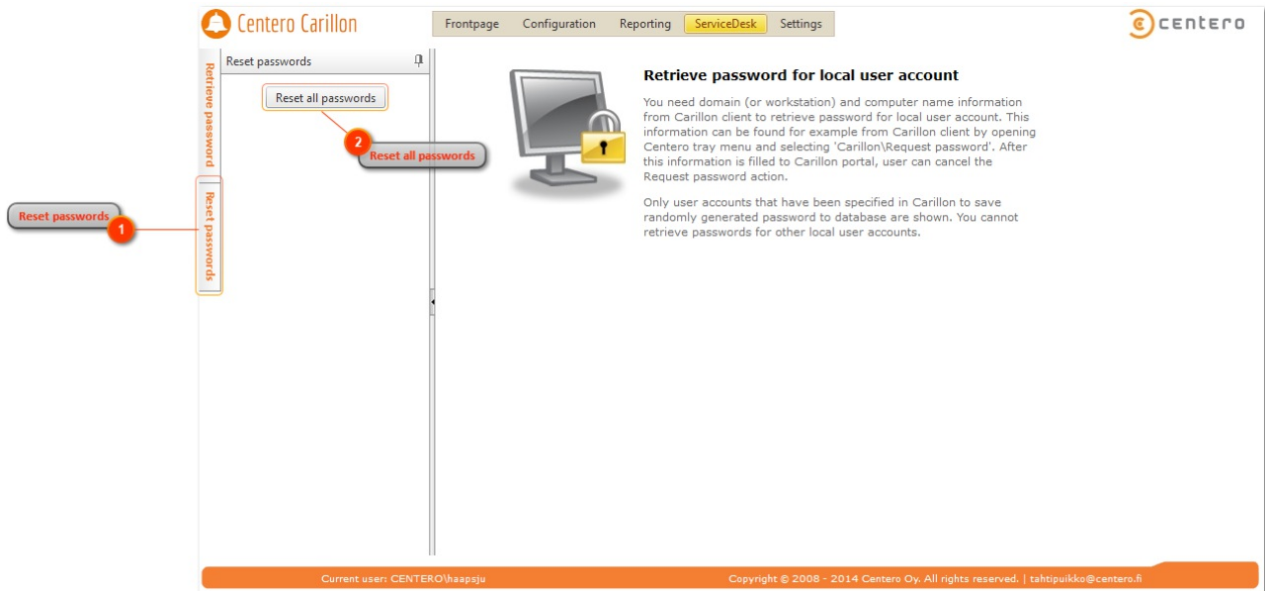 Centero Carillon
Frontpage Configuration Reporting ServiceDesk Settings
centero
Retrieve password
Reset passwords
Reset passwords
Reset all passwords
2
Reset all passwords
Reset passwords
1
Retrieve password for local user account
You need domain (or workstation) and computer name information
from Carillon client to retrieve password for local user account. This
information can be found for example from Carillon client by opening
Centero tray menu and selecting 'Carillon\Request password'. After
this information is filled to Carillon portal, user can cancel the
Request password action.
Only user accounts that have been specified in Carillon to save
randomly generated password to database are shown. You cannot
retrieve passwords for other local user accounts.
Current user: CENTERO\haapsju
Copyright © 2008 - 2014 Centero Oy. All rights reserved. | tahtipuikko@centero.fi